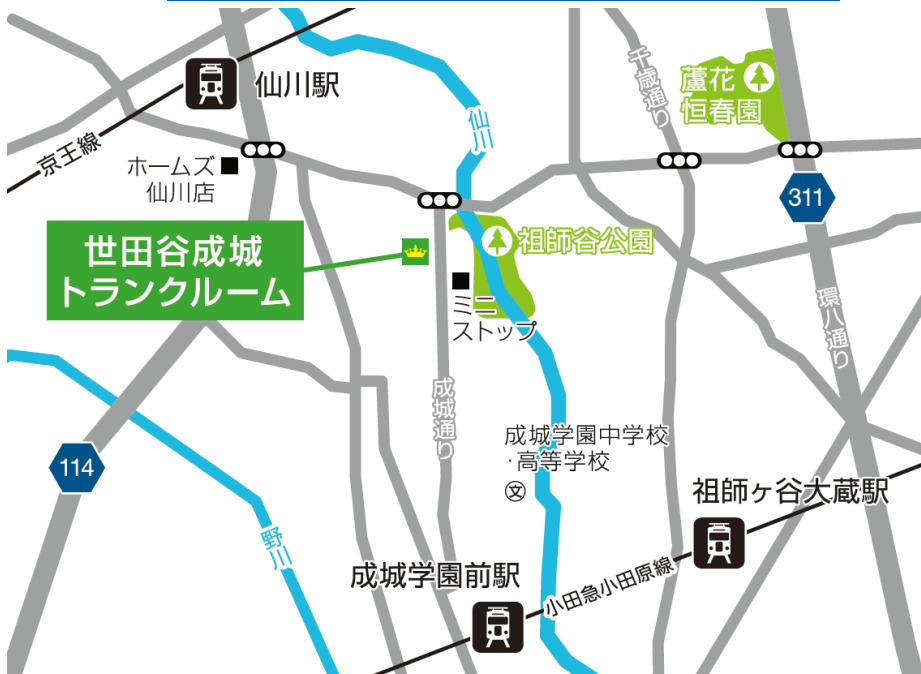 仙川駅
京王線
ホームズ
仙川店
仙川
千歳通り
蘆花
恒春園
311
世田谷成城
トランクルーム
祖師谷公園
ミニ
ストップ
環八通り
成城通り
成城学園中学校
・高等学校
文
114
野川
祖師ヶ谷大蔵駅
成城学園前駅
小田急小田原線